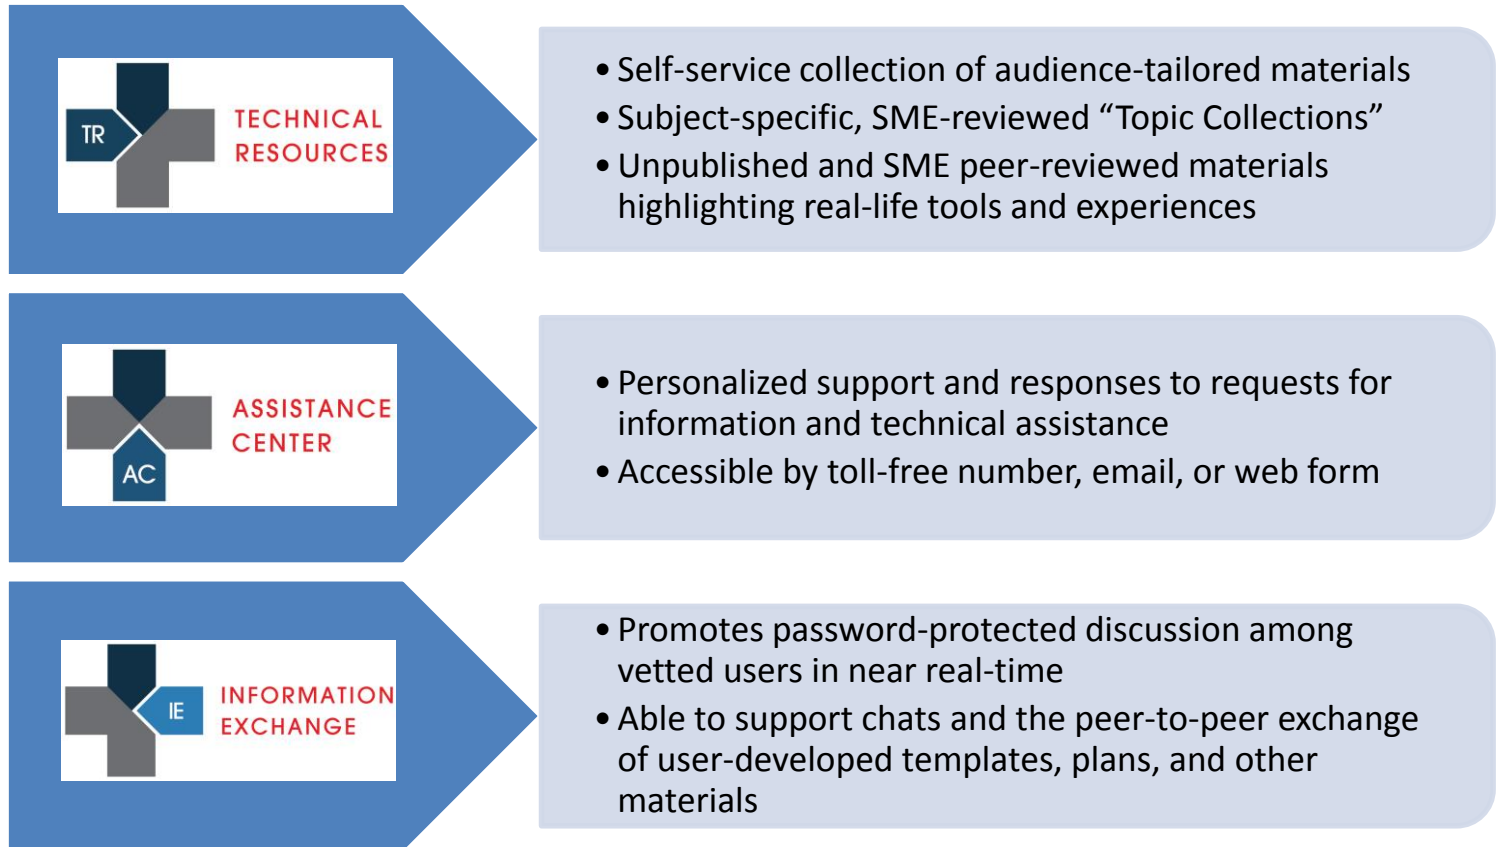 TR
TECHNICAL
RESOURCES
• Self-service collection of audience-tailored materials
• Subject-specific, SME-reviewed “Topic Collections”
• Unpublished and SME peer-reviewed materials
highlighting real-life tools and experiences
ASSISTANCE
CENTER
AC
• Personalized support and responses to requests for
information and technical assistance
• Accessible by toll-free number, email, or web form
IE
INFORMATION
EXCHANGE
• Promotes password-protected discussion among
vetted users in near real-time
• Able to support chats and the peer-to-peer exchange
of user-developed templates, plans, and other
materials